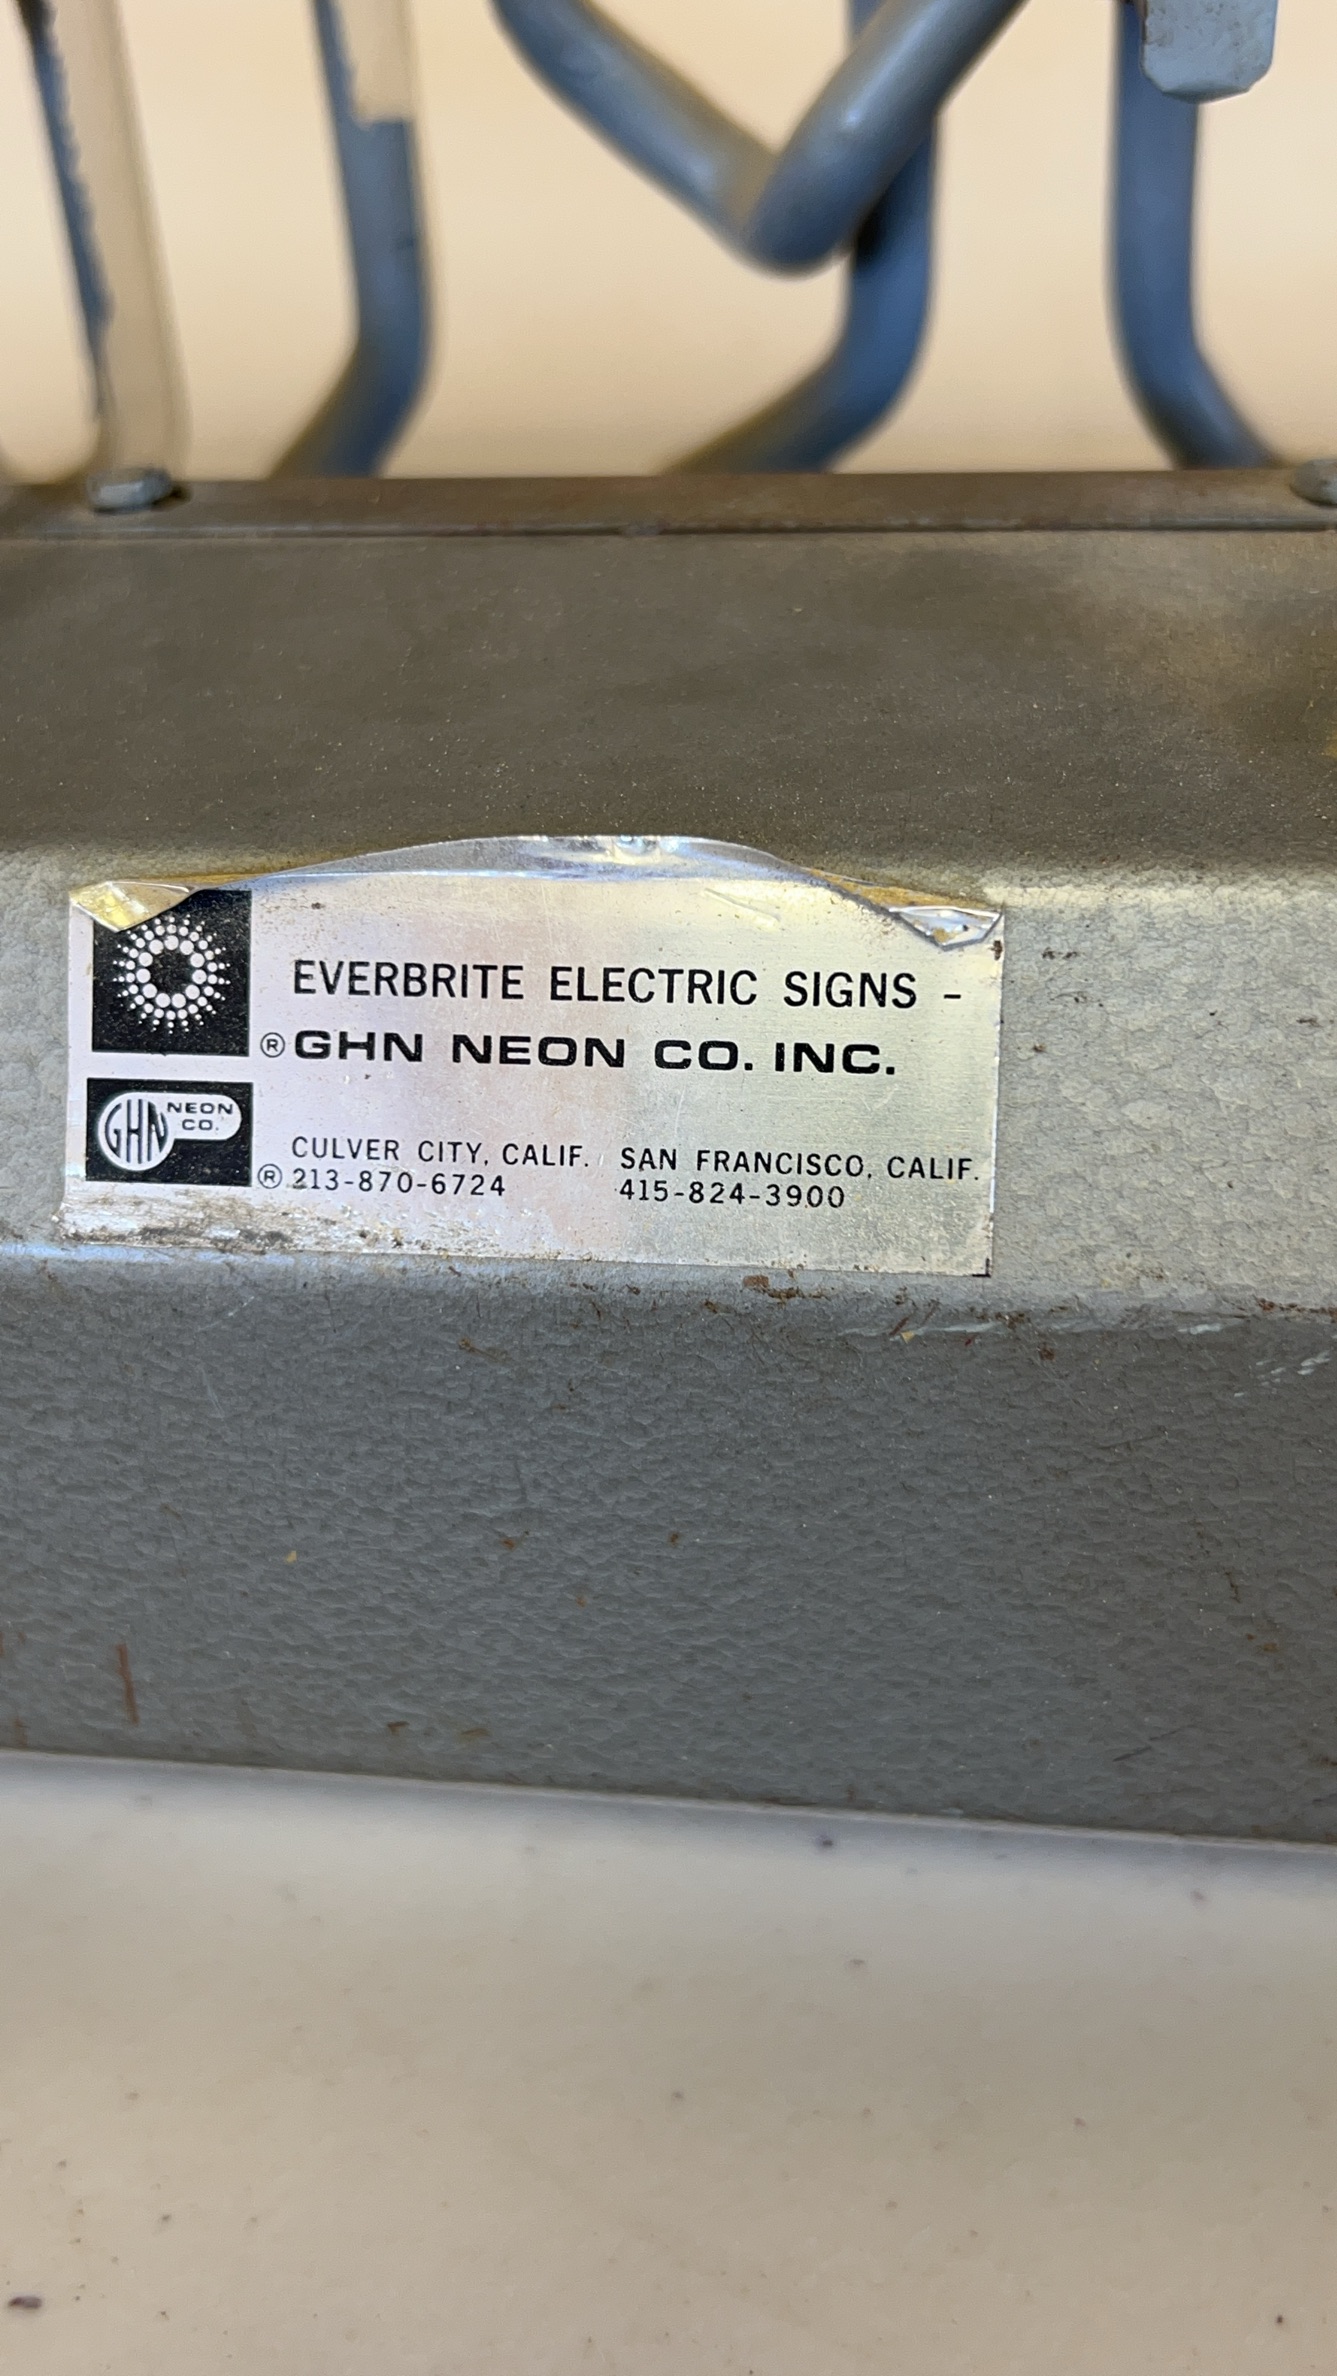 EVERBRITE ELECTRIC SIGNS –
® GHN NEON CO. INC.
GHN NEON CO.
CULVER CITY, CALIF. SAN FRANCISCO, CALIF.
® 213-870-6724 415-824-3900